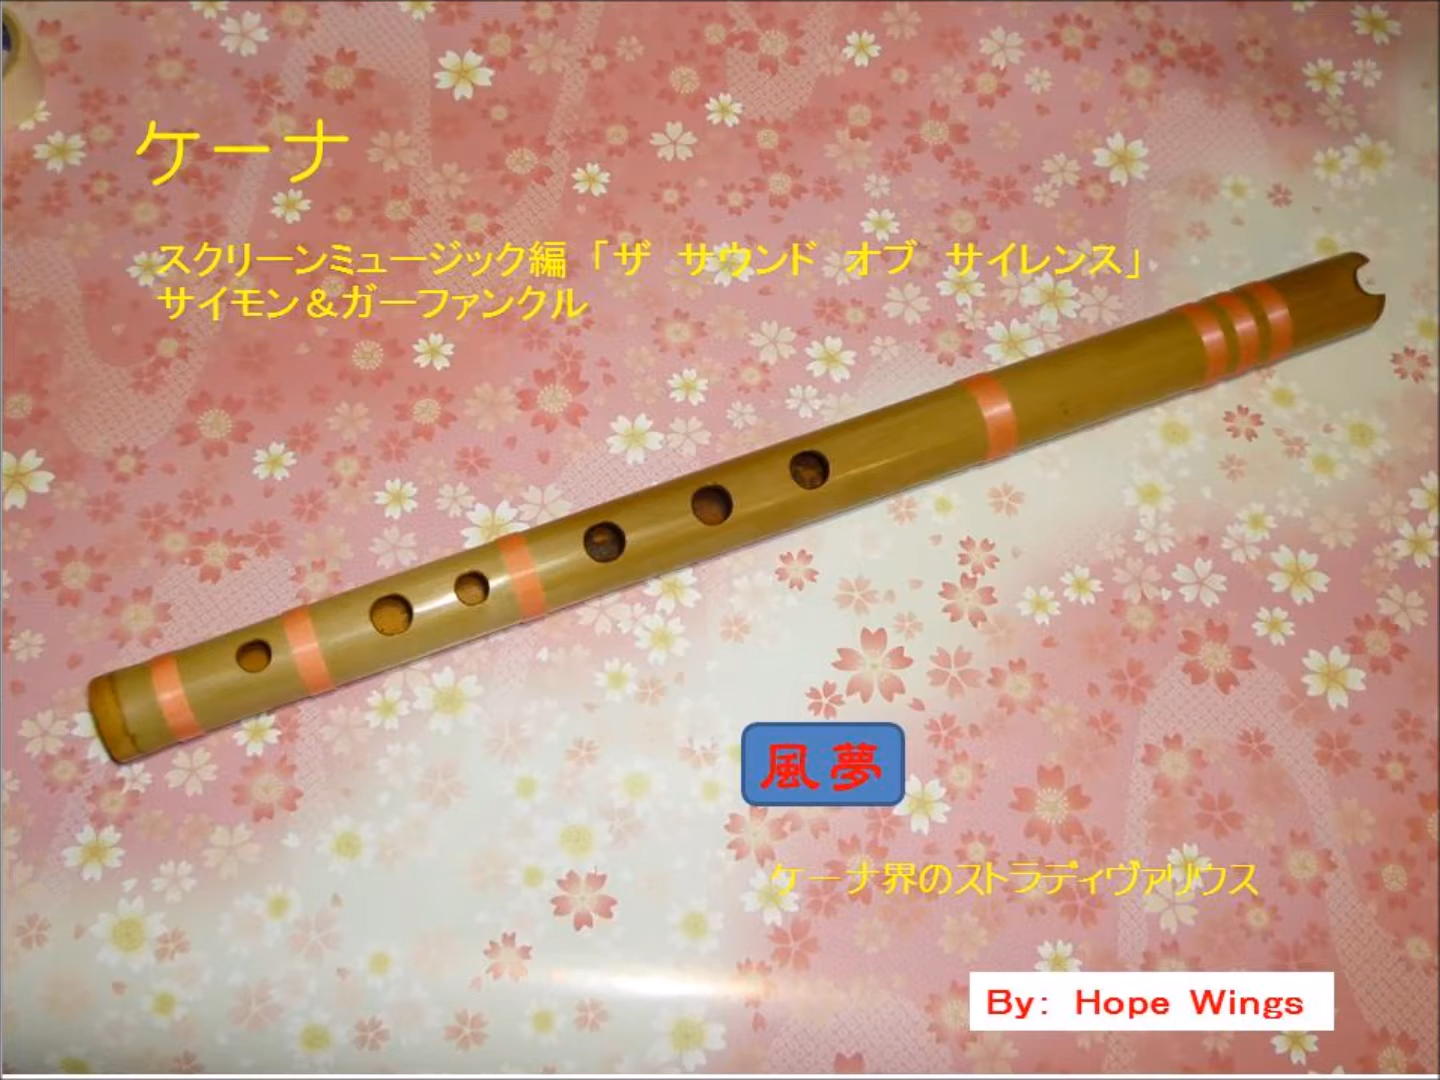 ケーナ
スクリーンミュージック編 「ザ サウンド オブ サイレンス」
サイモン＆ガーファンクル
風夢
ケーナ界のストラディヴァリウス
By： Hope Wings